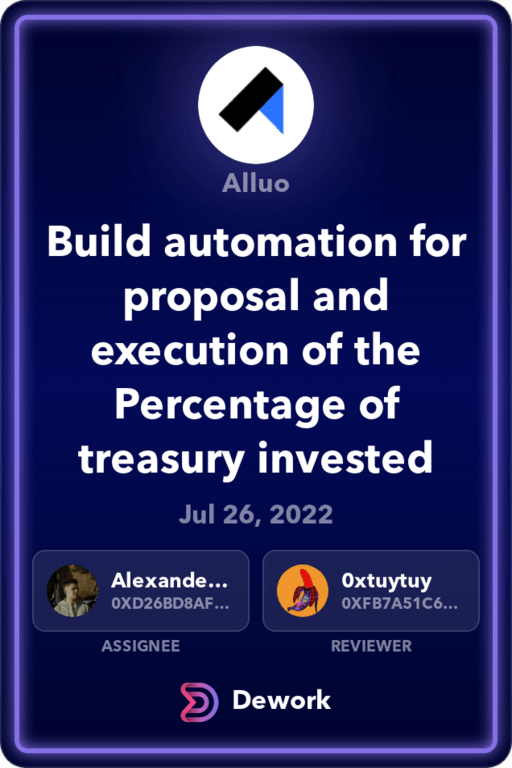 Alluo
Build automation for
proposal and
execution of the
Percentage of
treasury invested
Jul 26, 2022
Alexande...
0XD26BD8AF...
ASSIGNEE
0xtuytuy
0XFB7A51C6...
REVIEWER
Dework